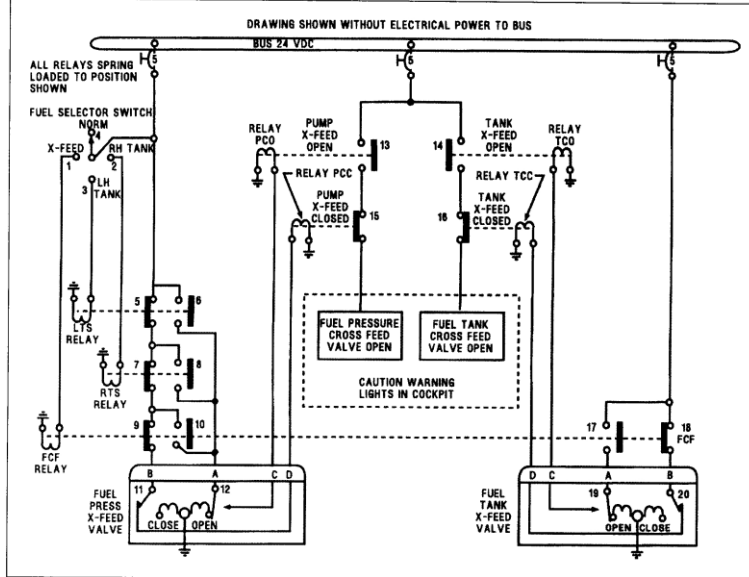 DRAWING SHOWN WITHOUT ELECTRICAL POWER TO BUS
BUS 24 VDC
5
5
5
ALL RELAYS SPRING
LOADED TO POSITION
SHOWN
FUEL SELECTOR SWITCH
NORM
4
X-FEED
1
RH TANK
2
3
LH
TANK
RELAY
PCO
PUMP
X-FEED
OPEN
13
14
TANK
X-FEED
OPEN
RELAY
TCO
RELAY PCC
PUMP
X-FEED
CLOSED
15
16
TANK
X-FEED
CLOSED
RELAY TCC
5
6
LTS
RELAY
7
8
RTS
RELAY
9
10
FCF
RELAY
FUEL PRESSURE
CROSS FEED
VALVE OPEN
FUEL TANK
CROSS FEED
VALVE OPEN
CAUTION WARNING
LIGHTS IN COCKPIT
17
18
FCF
B
A
C
D
11
12
CLOSE
OPEN
FUEL
PRESS
X-FEED
VALVE
D
C
A
B
19
20
OPEN
CLOSE
FUEL
TANK
X-FEED
VALVE